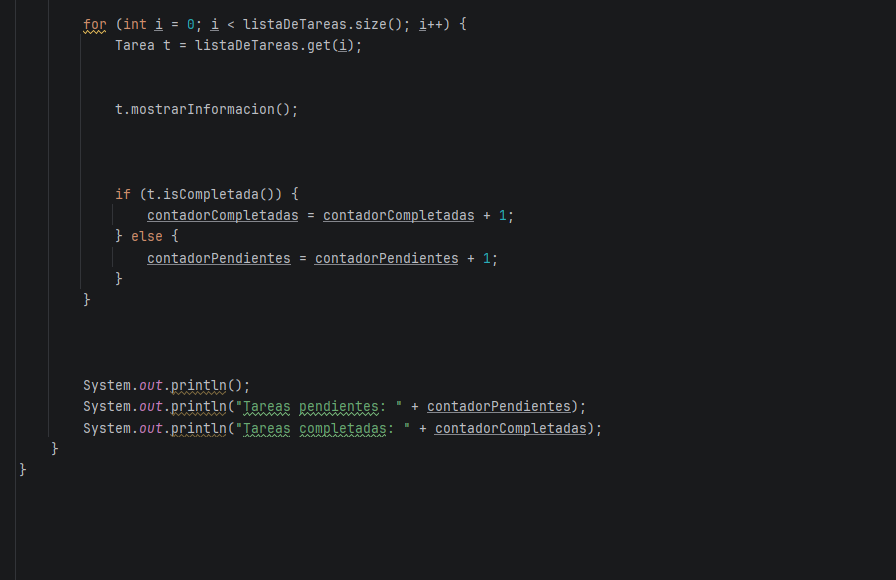 for (int i = 0; i < listaDeTareas.size(); i++) {
Tarea t = listaDeTareas.get(i);
t.mostrarInformacion();
if (t.isCompletada()) {
contadorCompletadas = contadorCompletadas + 1;
} else {
contadorPendientes = contadorPendientes + 1;
}
}
System.out.println();
System.out.println("Tareas pendientes: " + contadorPendientes);
System.out.println("Tareas completadas: " + contadorCompletadas);
}
}